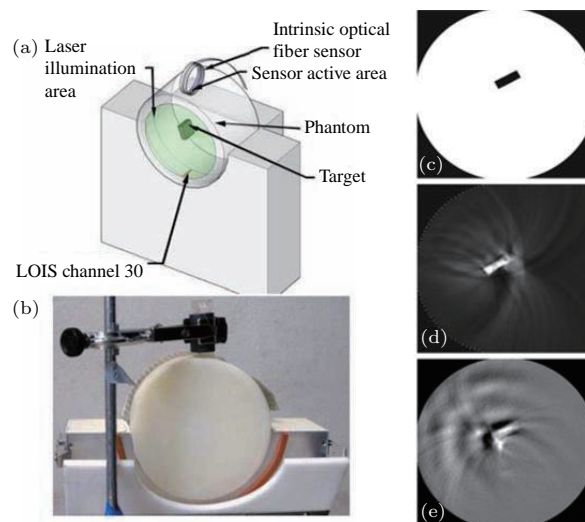 (a)
Laser
illumination
area
Intrinsic optical
fiber sensor
Sensor active area
Phantom
Target
LOIS channel 30
(b)
(c)
(d)
(e)